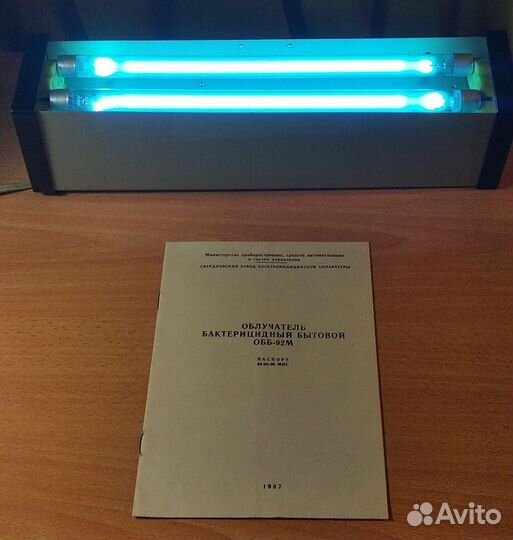 Министерство приборостроения, средств автоматизации
и систем управления
СВЕРДЛОВСКИЙ ЗАВОД ЭЛЕКТРОМЕДИЦИНСКОЙ АППАРАТУРЫ
ОБЛУЧАТЕЛЬ
БАКТЕРИЦИДНЫЙ БЫТОВОЙ
ОББ-92М
ПАСПОРТ
1987
Avito